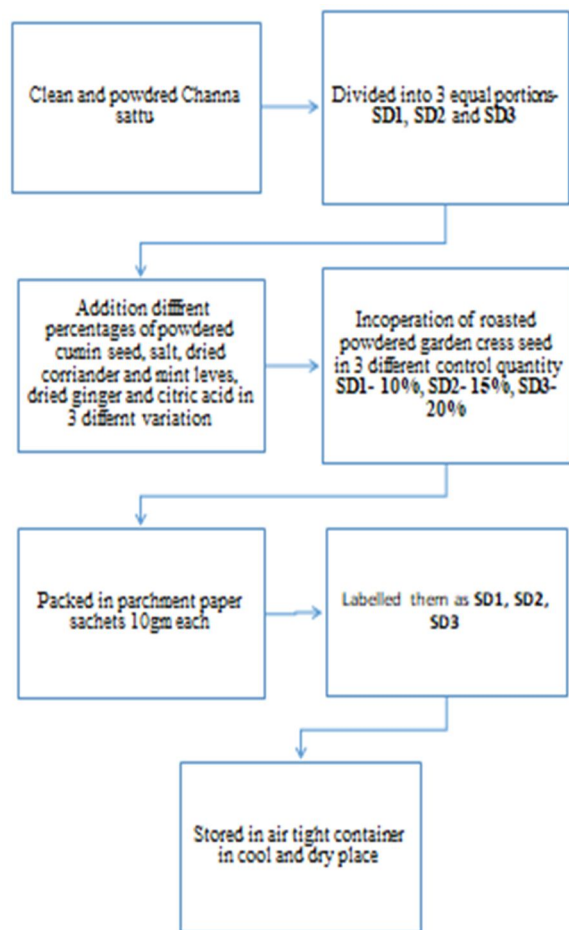 Clean and powdred Channa
sattu
Divided into 3 equal portions-
SD1, SD2 and SD3
Addition diffrent
percentages of powdered
cumin seed, salt, dried
corriander and mint leves,
dried ginger and citric acid in
3 differnt variation
Incoperation of roasted
powdered garden cress seed
in 3 different control quantity
SD1- 10%, SD2- 15%, SD3-
20%
Packed in parchment paper
sachets 10gm each
Labelled them as SD1, SD2,
SD3
Stored in air tight container
in cool and dry place